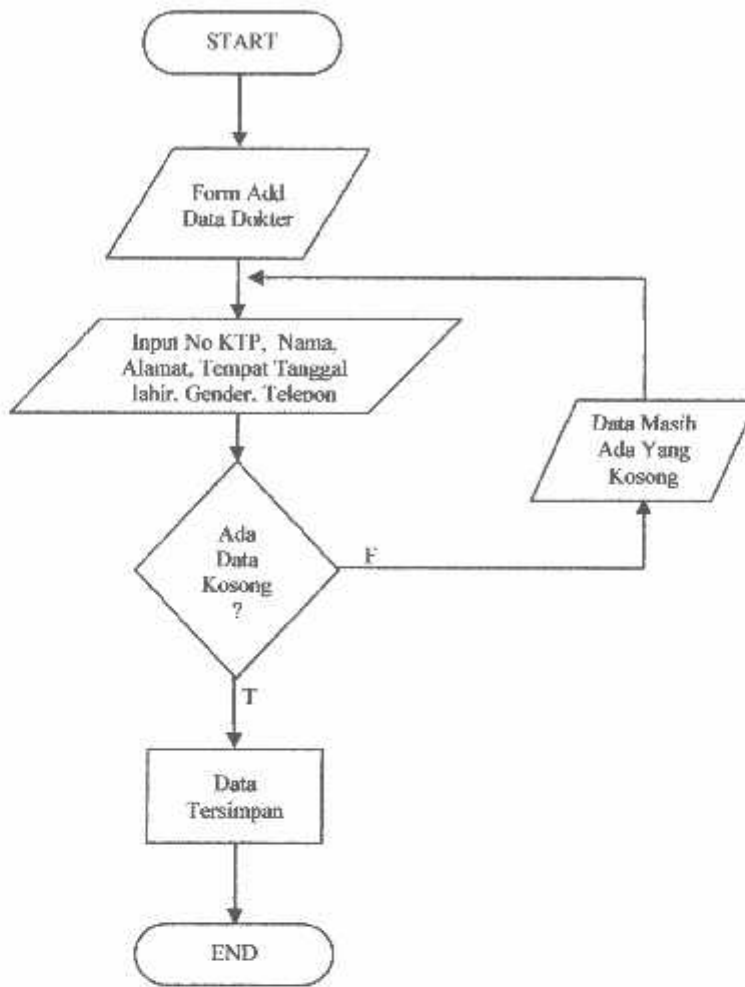 START
Form Add
Data Dokter
Input No KTP, Nama,
Alamat, Tempat Tanggal
lahir. Gender. Telepon
Data Masih
Ada Yang
Kosong
Ada
Data
Kosong
?
F
T
Data
Tersimpan
END